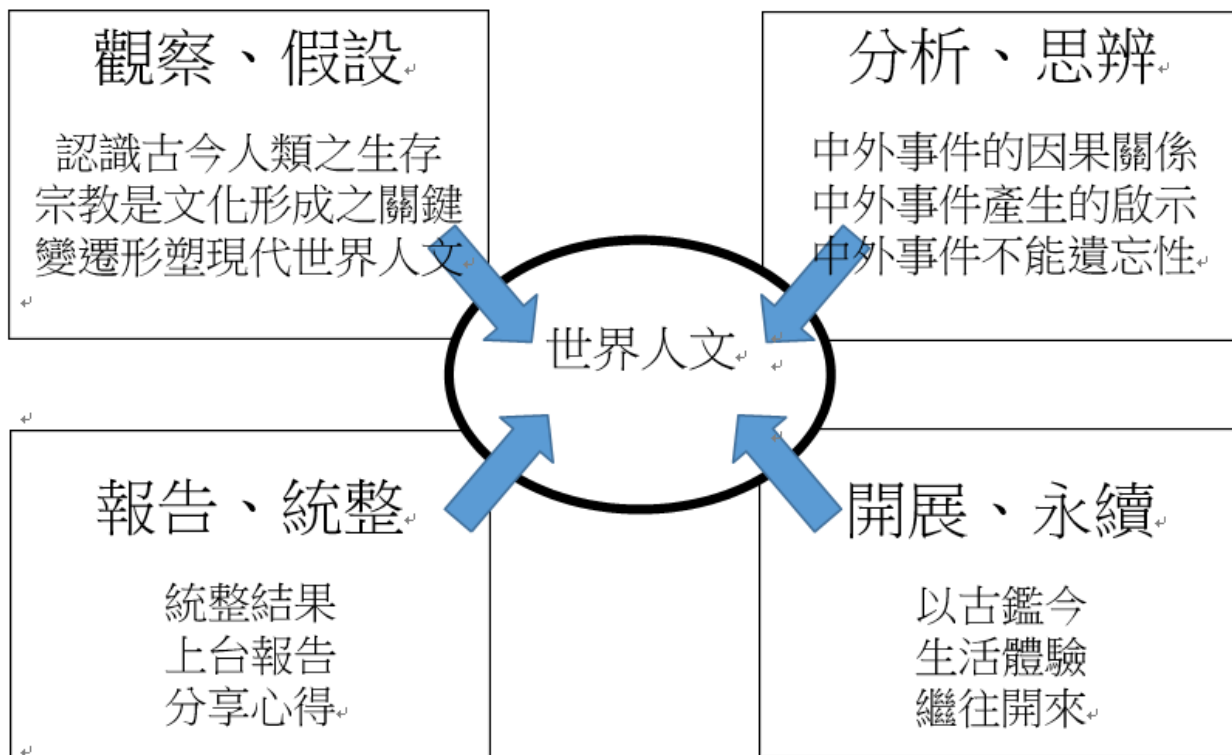 觀察、假設
認識古今人類之生存
宗教是文化形成之關鍵
變遷形塑現代世界人文
分析、思辨
中外事件的因果關係
中外事件產生的啟示
中外事件不能遺忘性
世界人文
報告、統整
統整結果
上台報告
分享心得
開展、永續
以古鑑今
生活體驗
繼往開來